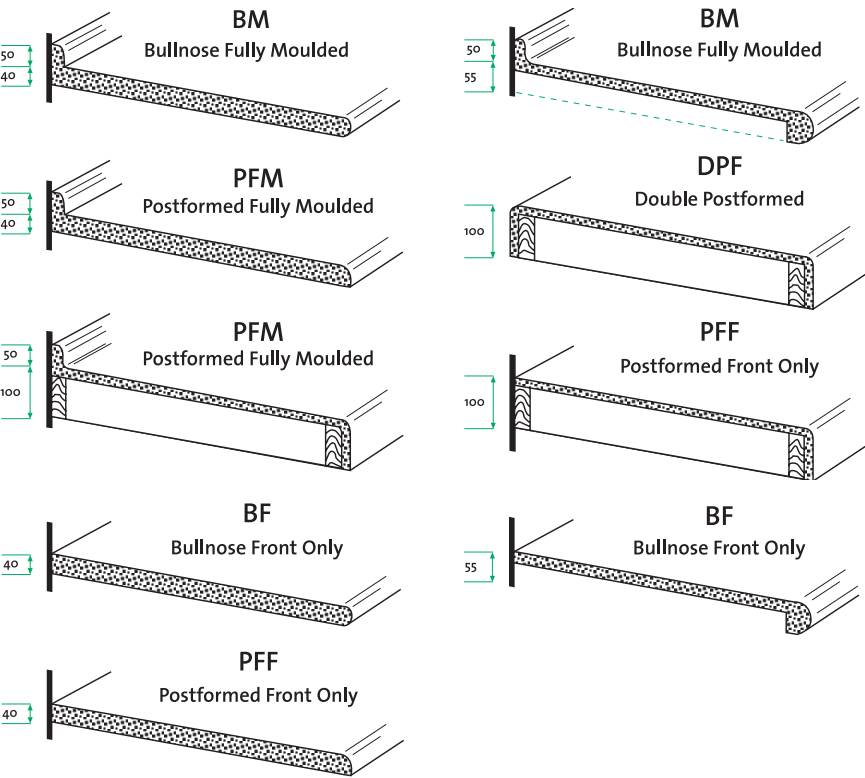 BM
Bullnose Fully Moulded
50
40
BM
Bullnose Fully Moulded
50
55
PFM
Postformed Fully Moulded
50
40
DPF
Double Postformed
100
PFM
Postformed Fully Moulded
50
100
PFF
Postformed Front Only
100
BF
Bullnose Front Only
40
BF
Bullnose Front Only
55
PFF
Postformed Front Only
40